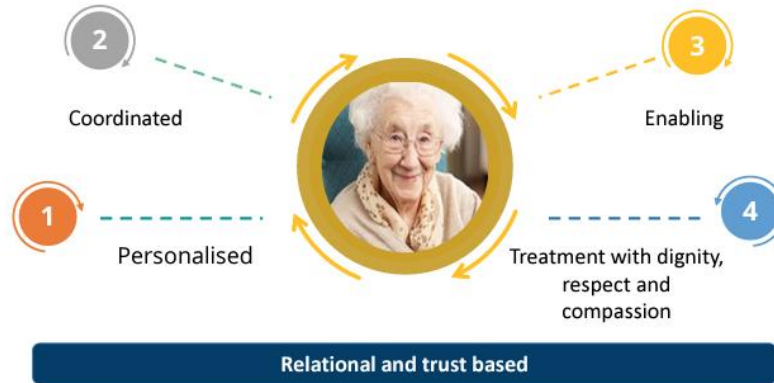 2
3
Coordinated
Enabling
1
4
Personalised
Treatment with dignity,
respect and
compassion
Relational and trust based